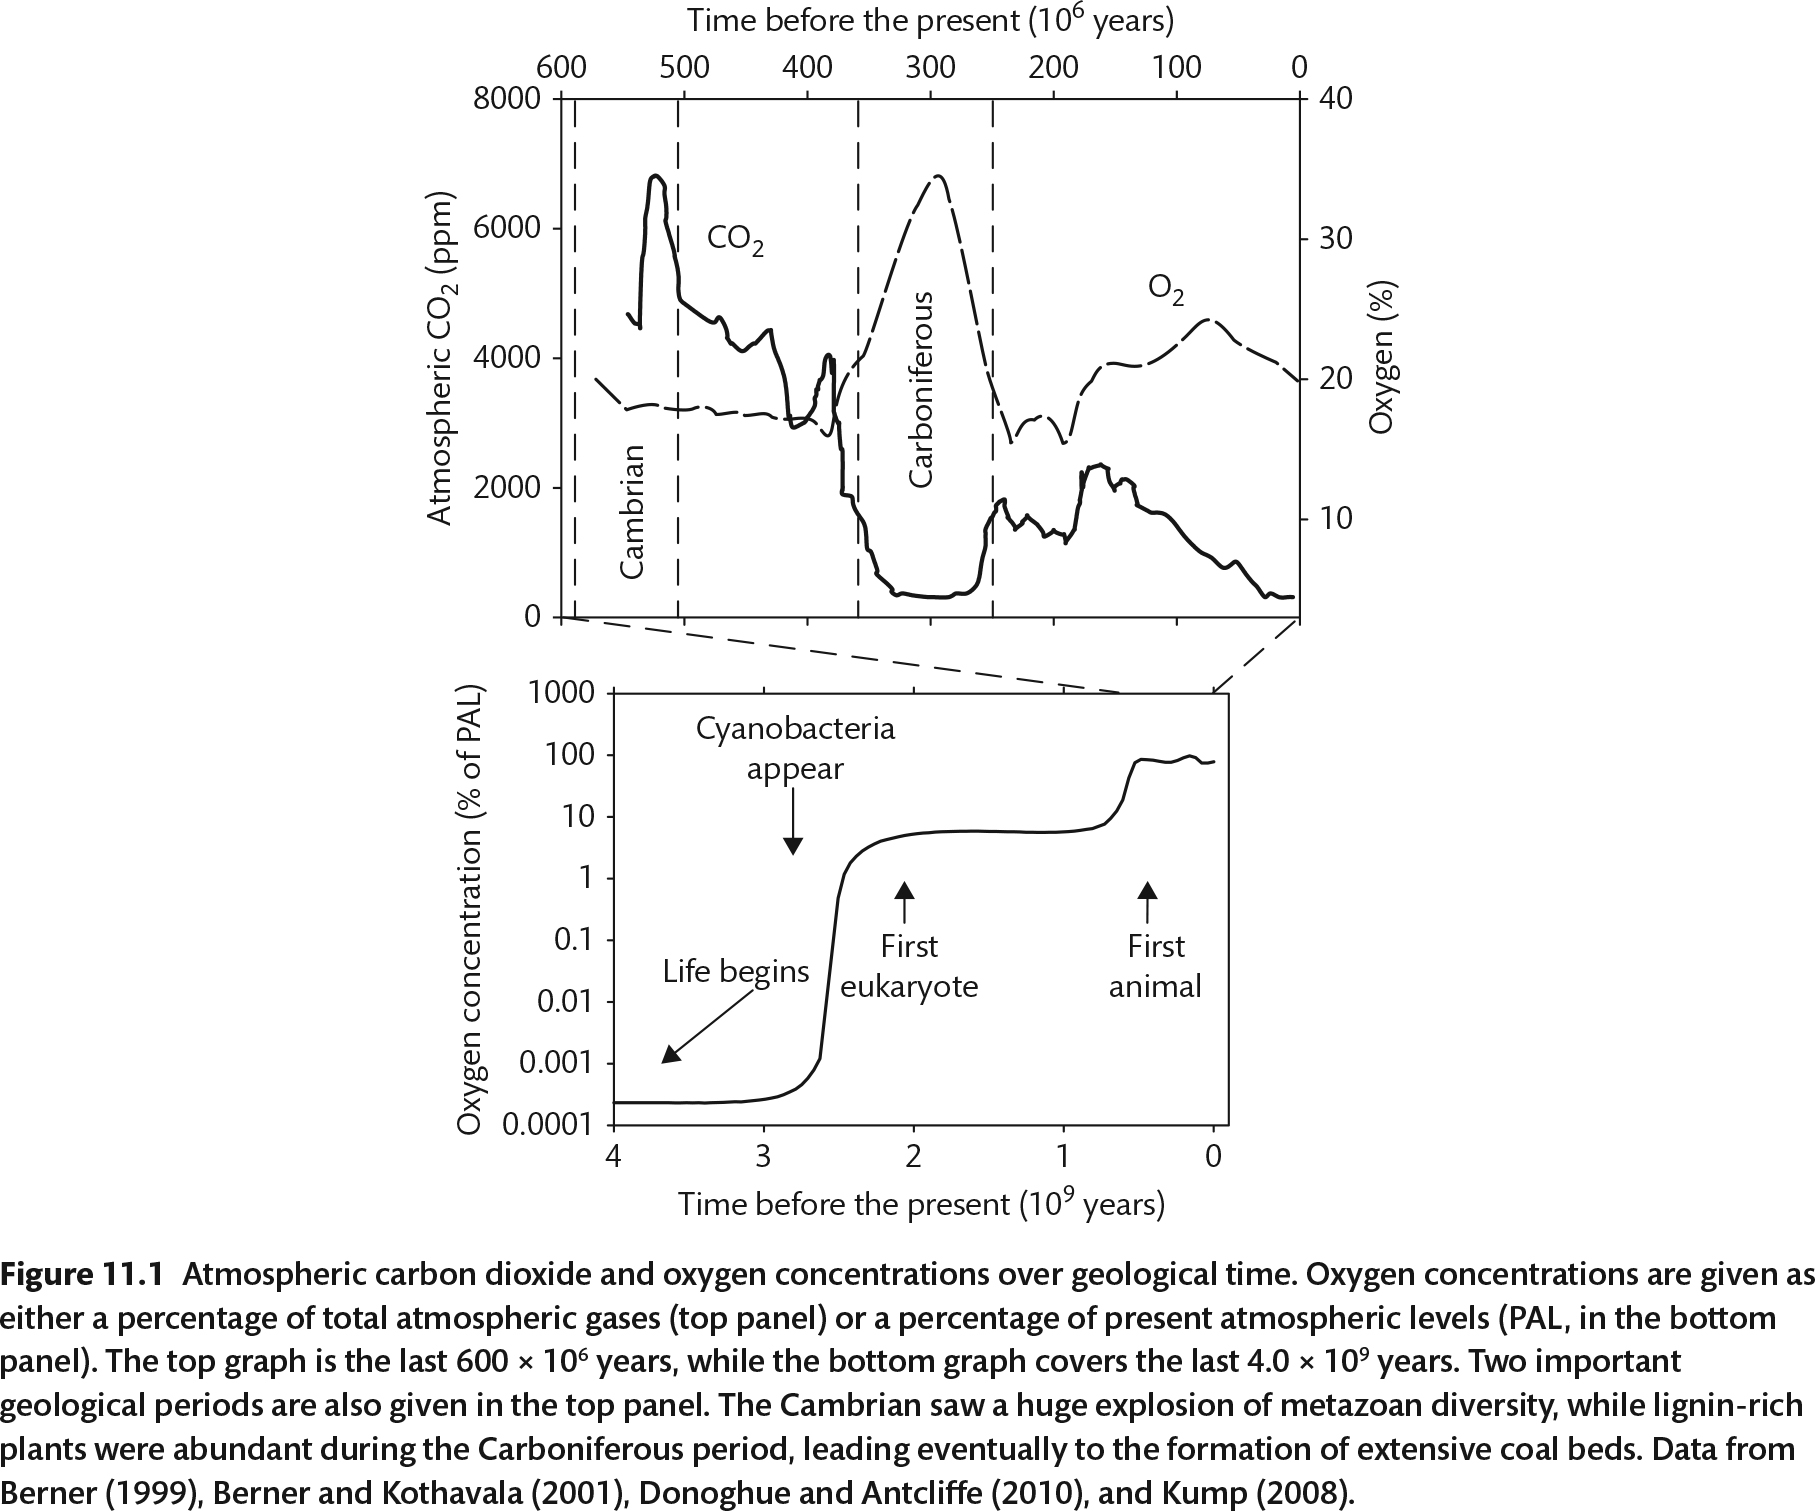 Time before the present (10⁶ years)
600 500 400 300 200 100 0
8000 40
6000 30
4000 20
2000 10
0
Atmospheric CO₂ (ppm)
Oxygen (%)
CO₂
O₂
Cambrian
Carboniferous
1000
100
10
1
0.1
0.01
0.001
0.0001
Oxygen concentration (% of PAL)
Cyanobacteria
appear
Life begins
First
eukaryote
First
animal
4 3 2 1 0
Time before the present (10⁹ years)
Figure 11.1 Atmospheric carbon dioxide and oxygen concentrations over geological time. Oxygen concentrations are given as
either a percentage of total atmospheric gases (top panel) or a percentage of present atmospheric levels (PAL, in the bottom
panel). The top graph is the last 600 × 10⁶ years, while the bottom graph covers the last 4.0 × 10⁹ years. Two important
geological periods are also given in the top panel. The Cambrian saw a huge explosion of metazoan diversity, while lignin-rich
plants were abundant during the Carboniferous period, leading eventually to the formation of extensive coal beds. Data from
Berner (1999), Berner and Kothavala (2001), Donoghue and Antcliffe (2010), and Kump (2008).